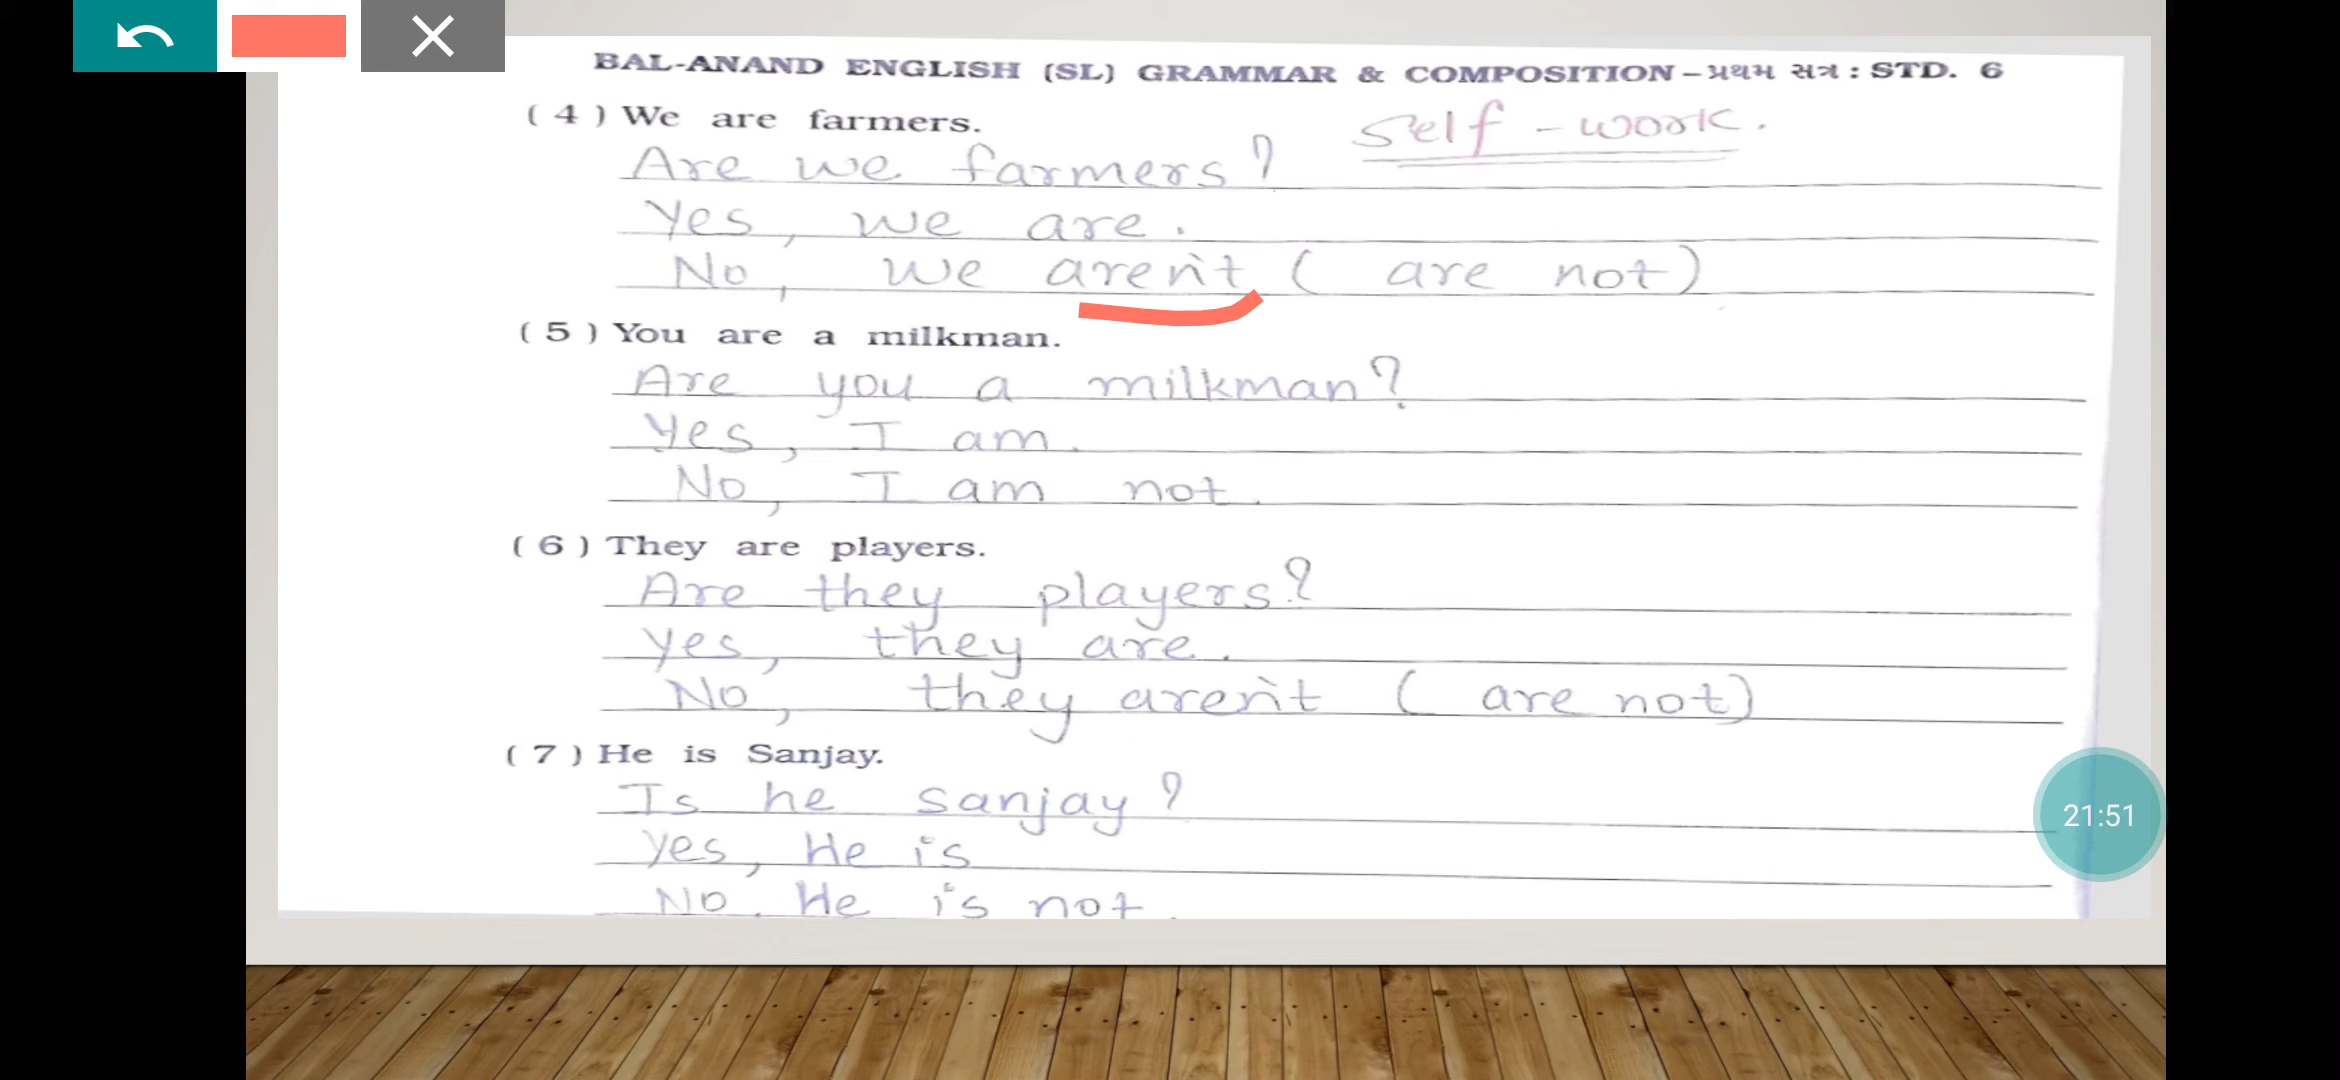 BAL-ANAND ENGLISH (SL) GRAMMAR & COMPOSITION – પ્રથમ સત્ર : STD. 6
( 4 ) We are farmers.
Self - work.
Are we farmers?
Yes, we are.
No, we aren't ( are not)
( 5 ) You are a milkman.
Are you a milkman?
Yes, I am.
No, I am not.
( 6 ) They are players.
Are they players?
Yes, they are.
No, they aren't ( are not)
( 7 ) He is Sanjay.
Is he Sanjay?
Yes, He is
No. He is not.
21:51